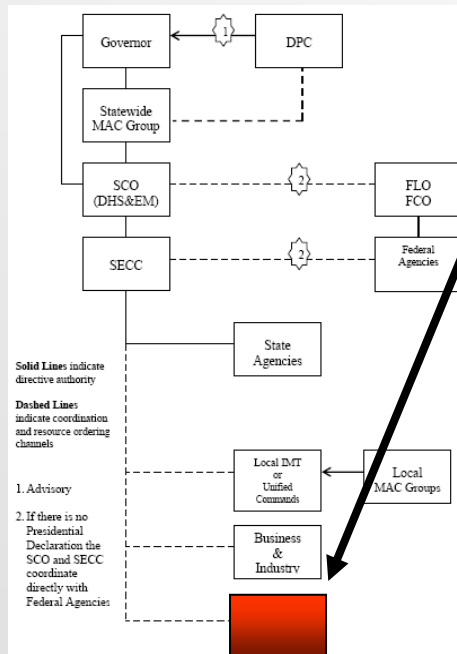 Governor
1
DPC
Statewide
MAC Group
SCO
(DHS&EM)
2
FLO
FCO
SECC
2
Federal
Agencies
State
Agencies
Solid Lines indicate
directive authority
Dashed Lines
indicate coordination
and resource ordering
channels
Local IMT
or
Unified
Commands
Local
MAC Groups
1. Advisory
2. If there is no
Presidential
Declaration the
SCO and SECC
coordinate
directly with
Federal Agencies
Business
&
Industry